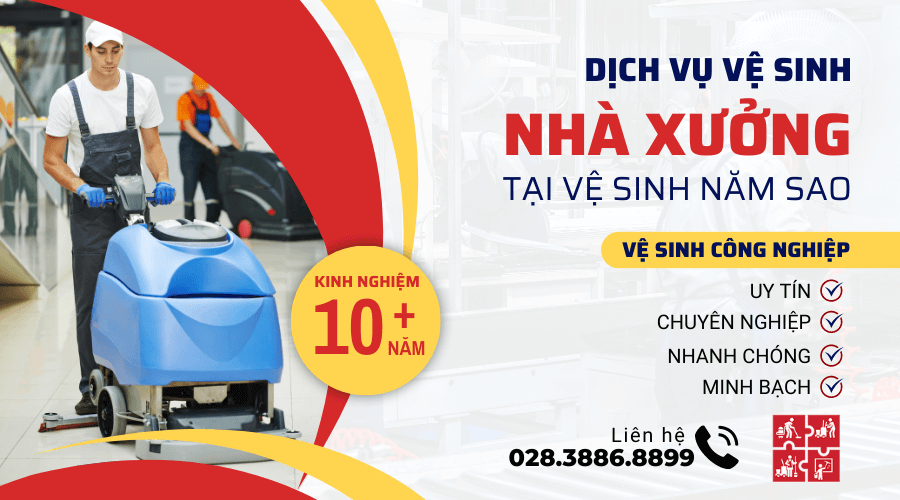 DỊCH VỤ VỆ SINH
NHÀ XƯỞNG
TẠI VỆ SINH NĂM SAO
VỆ SINH CÔNG NGHIỆP
UY TÍN
CHUYÊN NGHIỆP
NHANH CHÓNG
MINH BẠCH
KINH NGHIỆM
10+
NĂM
Liên hệ
028.3886.8899